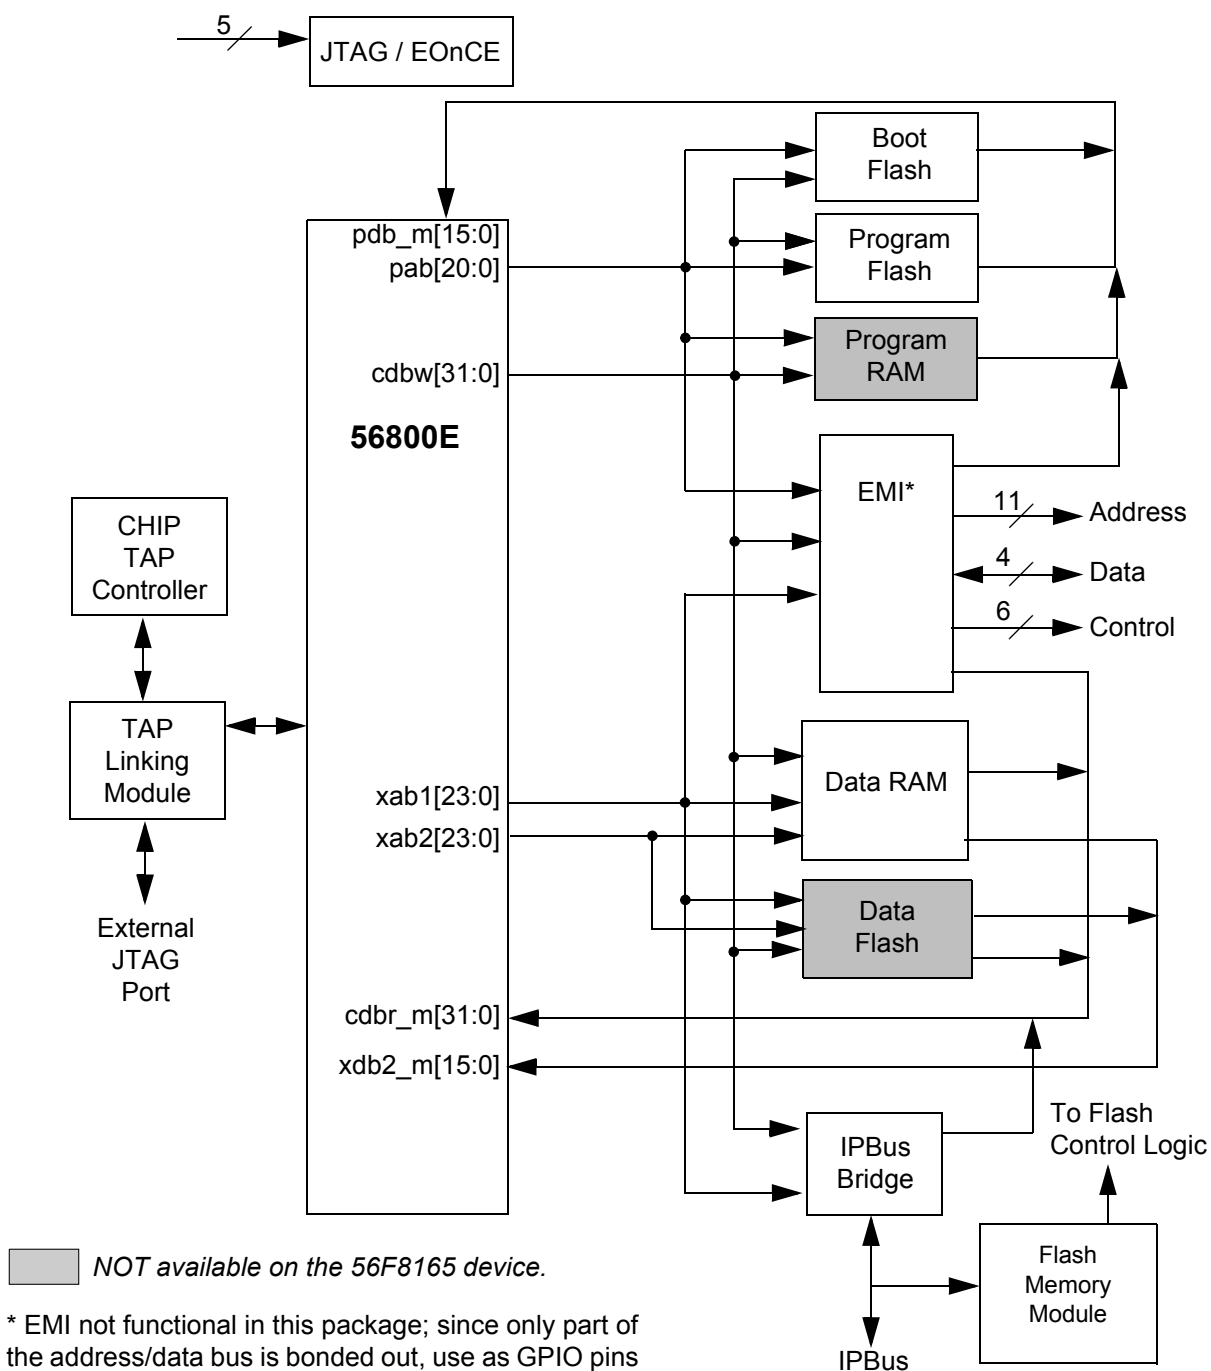 5
JTAG / EOnCE
Boot
Flash
pdb_m[15:0]
pab[20:0]
Program
Flash
cdbw[31:0]
Program
RAM
56800E
EMI*
11
Address
4
Data
6
Control
CHIP
TAP
Controller
TAP
Linking
Module
External
JTAG
Port
xab1[23:0]
xab2[23:0]
Data RAM
Data
Flash
cdbr_m[31:0]
xdb2_m[15:0]
IPBus
Bridge
To Flash
Control Logic
Flash
Memory
Module
IPBus
NOT available on the 56F8165 device.
* EMI not functional in this package; since only part of
the address/data bus is bonded out, use as GPIO pins